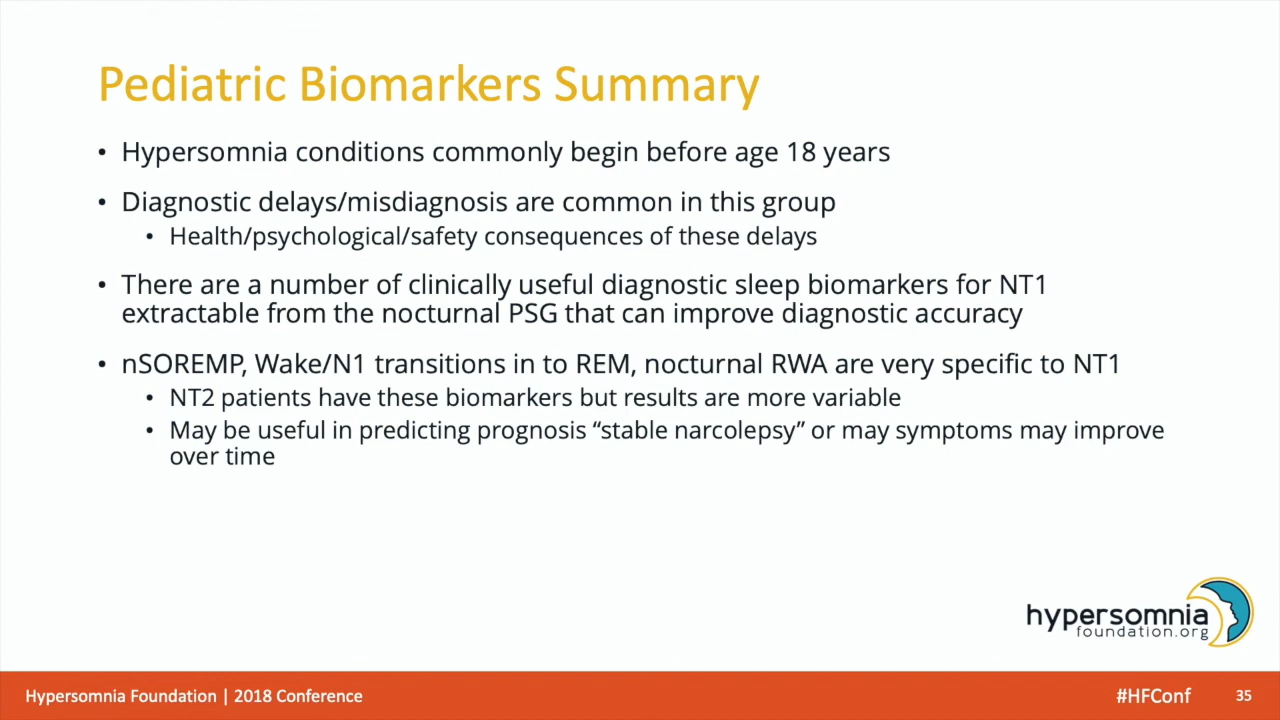 Pediatric Biomarkers Summary
• Hypersomnia conditions commonly begin before age 18 years
• Diagnostic delays/misdiagnosis are common in this group
• Health/psychological/safety consequences of these delays
• There are a number of clinically useful diagnostic sleep biomarkers for NT1
extractable from the nocturnal PSG that can improve diagnostic accuracy
• nSOREMP, Wake/N1 transitions in to REM, nocturnal RWA are very specific to NT1
• NT2 patients have these biomarkers but results are more variable
• May be useful in predicting prognosis “stable narcolepsy” or may symptoms may improve
over time
hypersomnia
foundation.org
Hypersomnia Foundation | 2018 Conference
#HFConf
35